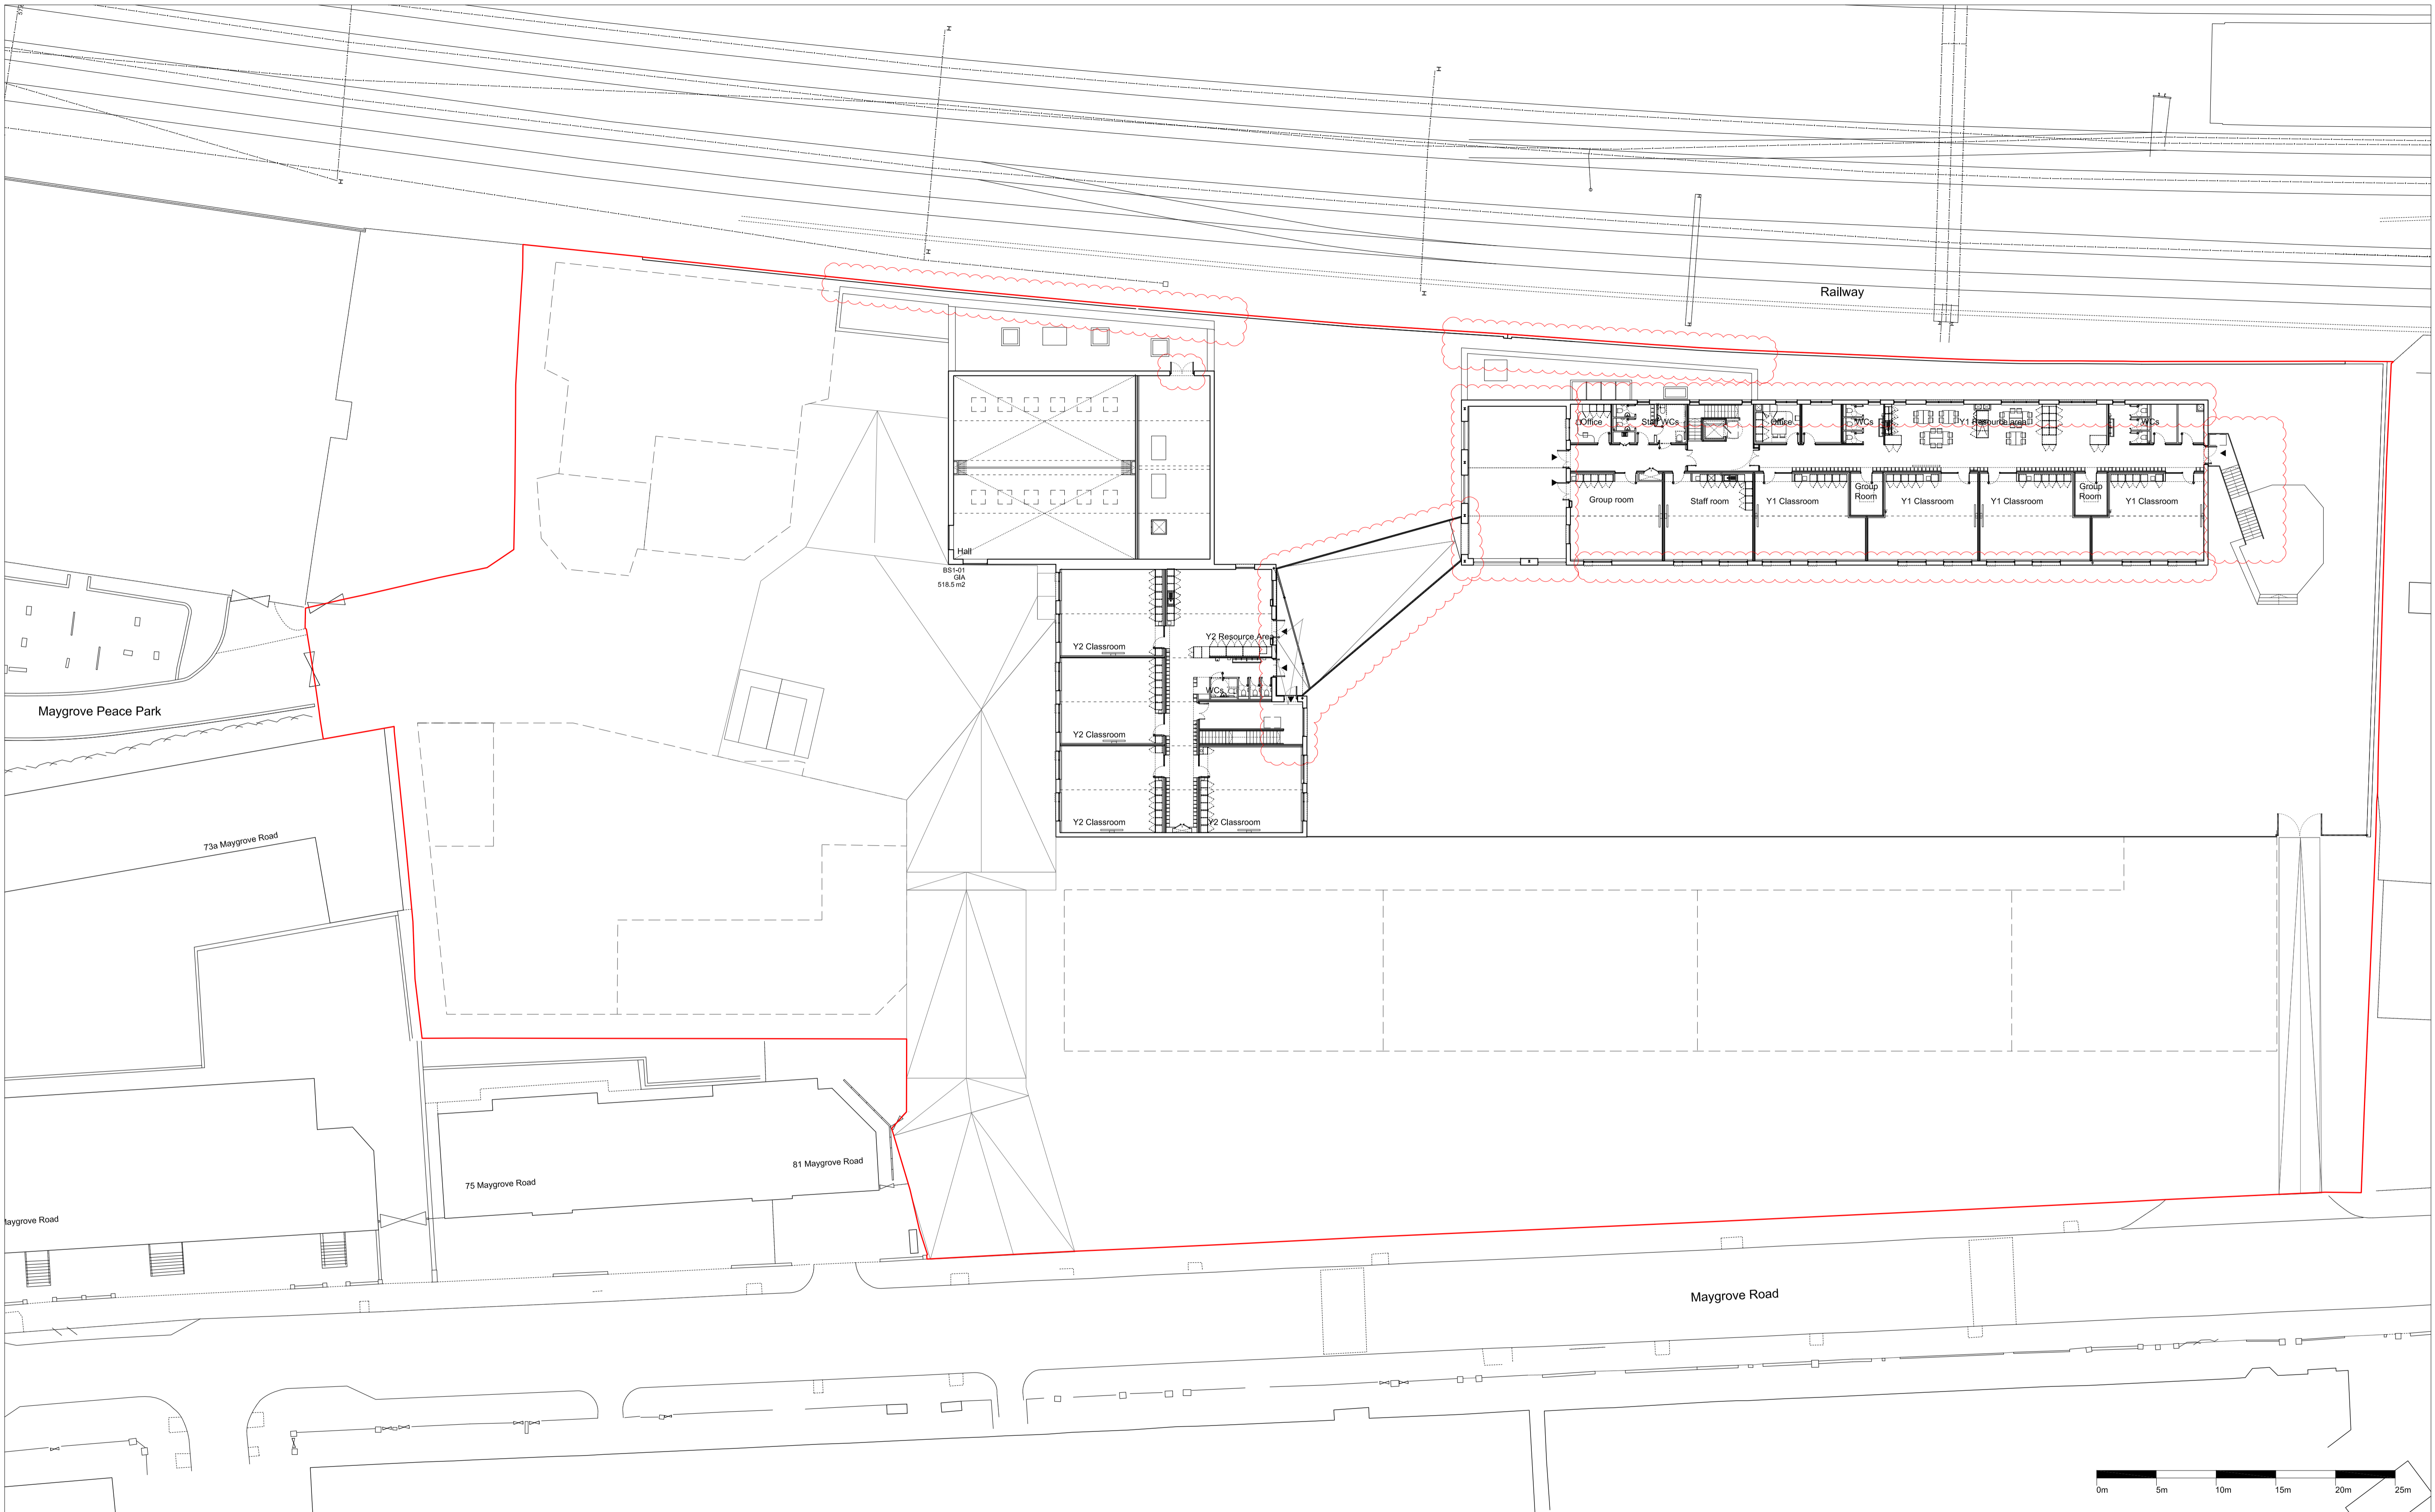 Railway
Office
Staff WCs
Office
WCs
Y1 Resource area
WCs
Group room
Staff room
Y1 Classroom
Group
Room
Y1 Classroom
Y1 Classroom
Group
Room
Y1 Classroom
Hall
BS1-01
GIA
518.5 m2
Y2 Classroom
Y2 Resource Area
WCs
Y2 Classroom
Y2 Classroom
Y2 Classroom
Maygrove Peace Park
73a Maygrove Road
81 Maygrove Road
75 Maygrove Road
Maygrove Road
Maygrove Road
0m 5m 10m 15m 20m 25m